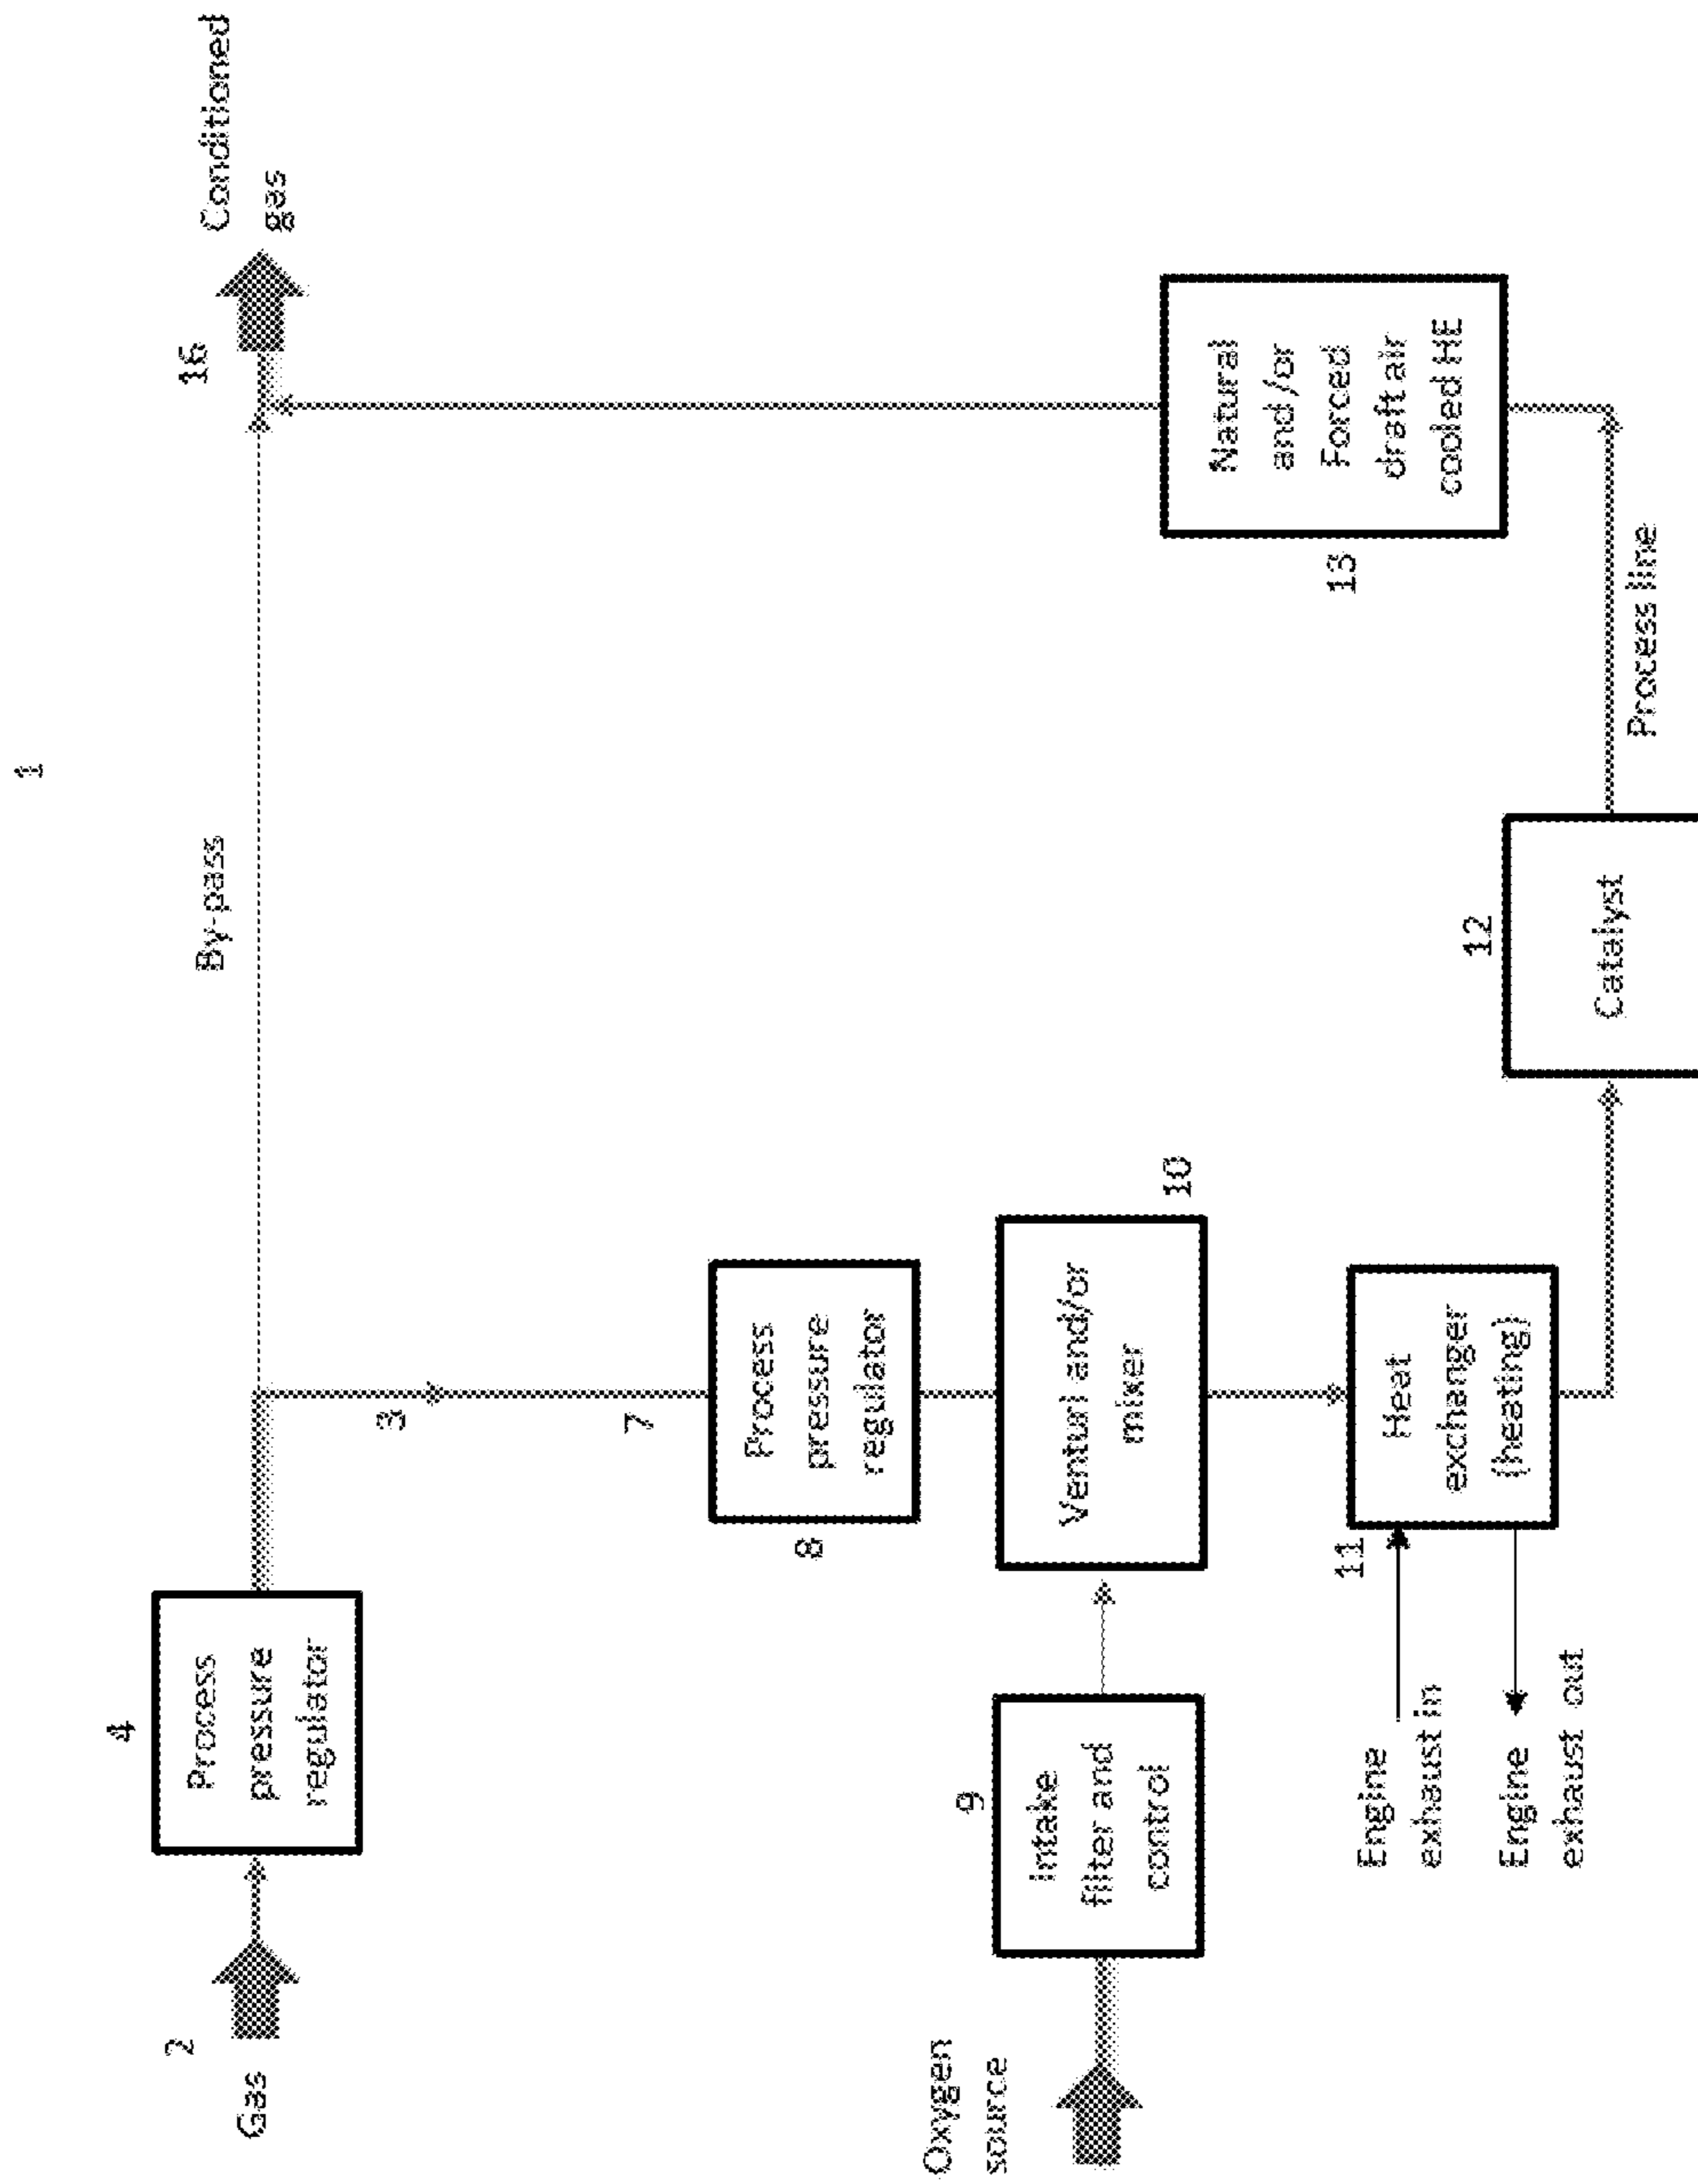 1
By-pass
2
Gas
4
Process
pressure
regulator
16
Conditioned
gas
3
7
8
Process
pressure
regulator
Oxygen
source
9
Intake
filter and
control
Venturi and/or
mixer
10
13
Natural
and/or
Forced
draft air
cooled HE
Engine
exhaust in
Engine
exhaust out
11
Heat
exchanger
(heating)
12
Catalyst
Process line